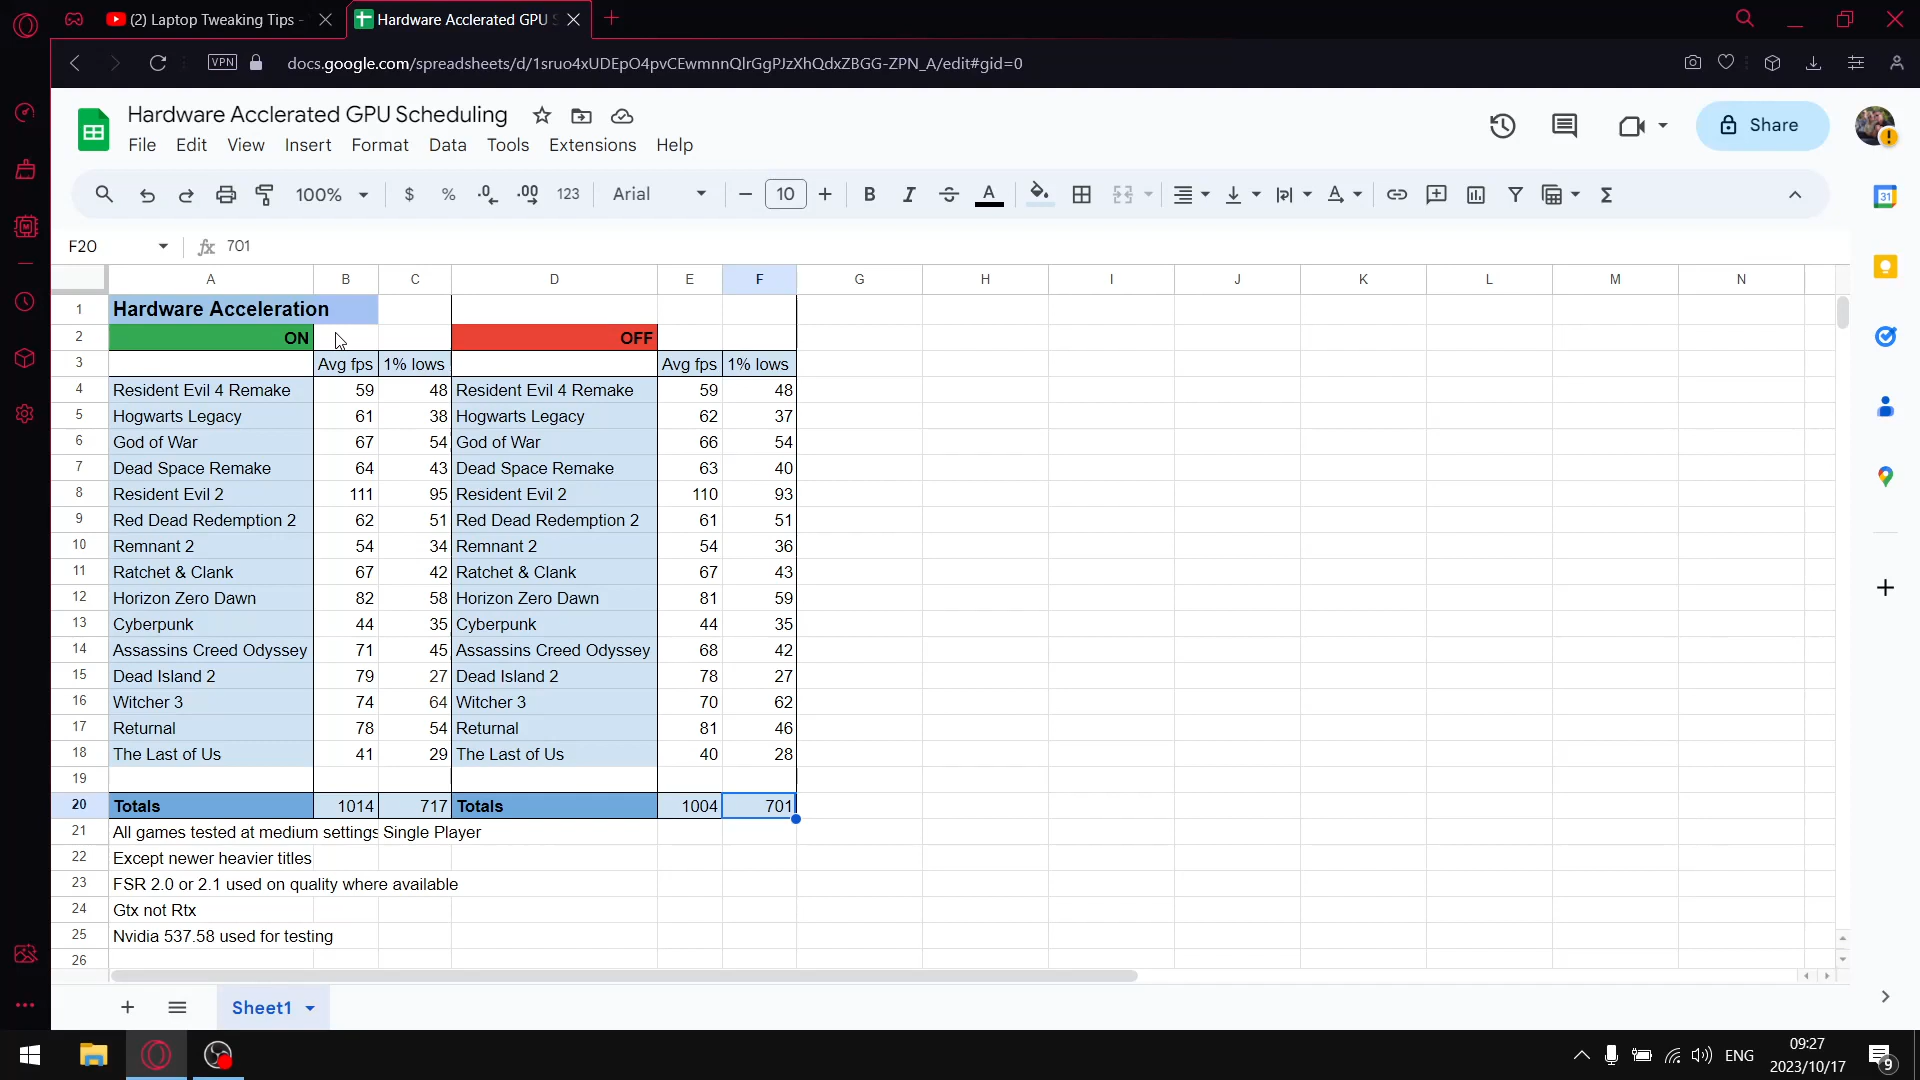 (2) Laptop Tweaking Tips -
Hardware Acclerated GPU S
VPN
docs.google.com/spreadsheets/d/1sruo4xUDEpO4pvCEwmnnQlrGgPJzXhQdxZBGG-ZPN_A/edit#gid=0
Hardware Acclerated GPU Scheduling
File Edit View Insert Format Data Tools Extensions Help
Share
100% $ % .0 .00 123 Arial 10 B I A
F20 fx 701
A B C D E F G H I J K L M N
1 Hardware Acceleration
2 ON OFF
3 Avg fps 1% lows Avg fps 1% lows
4 Resident Evil 4 Remake 59 48 Resident Evil 4 Remake 59 48
5 Hogwarts Legacy 61 38 Hogwarts Legacy 62 37
6 God of War 67 54 God of War 66 54
7 Dead Space Remake 64 43 Dead Space Remake 63 40
8 Resident Evil 2 111 95 Resident Evil 2 110 93
9 Red Dead Redemption 2 62 51 Red Dead Redemption 2 61 51
10 Remnant 2 54 34 Remnant 2 54 36
11 Ratchet & Clank 67 42 Ratchet & Clank 67 43
12 Horizon Zero Dawn 82 58 Horizon Zero Dawn 81 59
13 Cyberpunk 44 35 Cyberpunk 44 35
14 Assassins Creed Odyssey 71 45 Assassins Creed Odyssey 68 42
15 Dead Island 2 79 27 Dead Island 2 78 27
16 Witcher 3 74 64 Witcher 3 70 62
17 Returnal 78 54 Returnal 81 46
18 The Last of Us 41 29 The Last of Us 40 28
19
20 Totals 1014 717 Totals 1004 701
21 All games tested at medium settings Single Player
22 Except newer heavier titles
23 FSR 2.0 or 2.1 used on quality where available
24 Gtx not Rtx
25 Nvidia 537.58 used for testing
26
Sheet1
31
ENG
09:27
2023/10/17
9